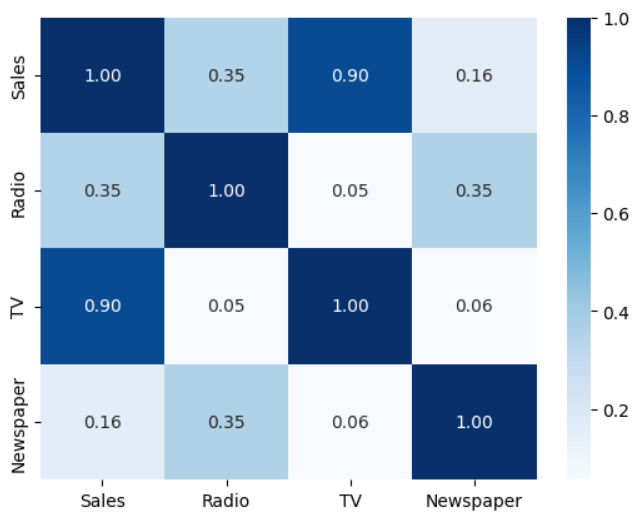 Sales 1.00 0.35 0.90 0.16
Radio 0.35 1.00 0.05 0.35
TV 0.90 0.05 1.00 0.06
Newspaper 0.16 0.35 0.06 1.00
Sales Radio TV Newspaper
1.0
0.8
0.6
0.4
0.2